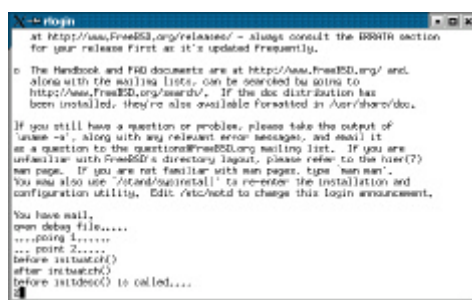 rlogin
at http://www.FreeBSD.org/releases/ - always consult the ERRATA section
for your release first as it's updated frequently.
o The Handbook and FAQ documents are at http://www.FreeBSD.org/ and,
along with the mailing lists, can be searched by going to
http://www.FreeBSD.org/search/. If the doc distribution has
been installed, they're also available formatted in /usr/share/doc.
If you still have a question or problem, please take the output of
`uname -a', along with any relevant error messages, and email it
as a question to the questions@FreeBSD.org mailing list. If you are
unfamiliar with FreeBSD's directory layout, please refer to the hier(7)
man page. If you are not familiar with man pages, type `man man'.
You may also use `/stand/sysinstall' to re-enter the installation and
configuration utility. Edit /etc/motd to change this login announcement.
You have mail.
open debug file.....
....poing 1......
... point 2.....
before initwatch()
after initwatch()
before initdesc() is called....